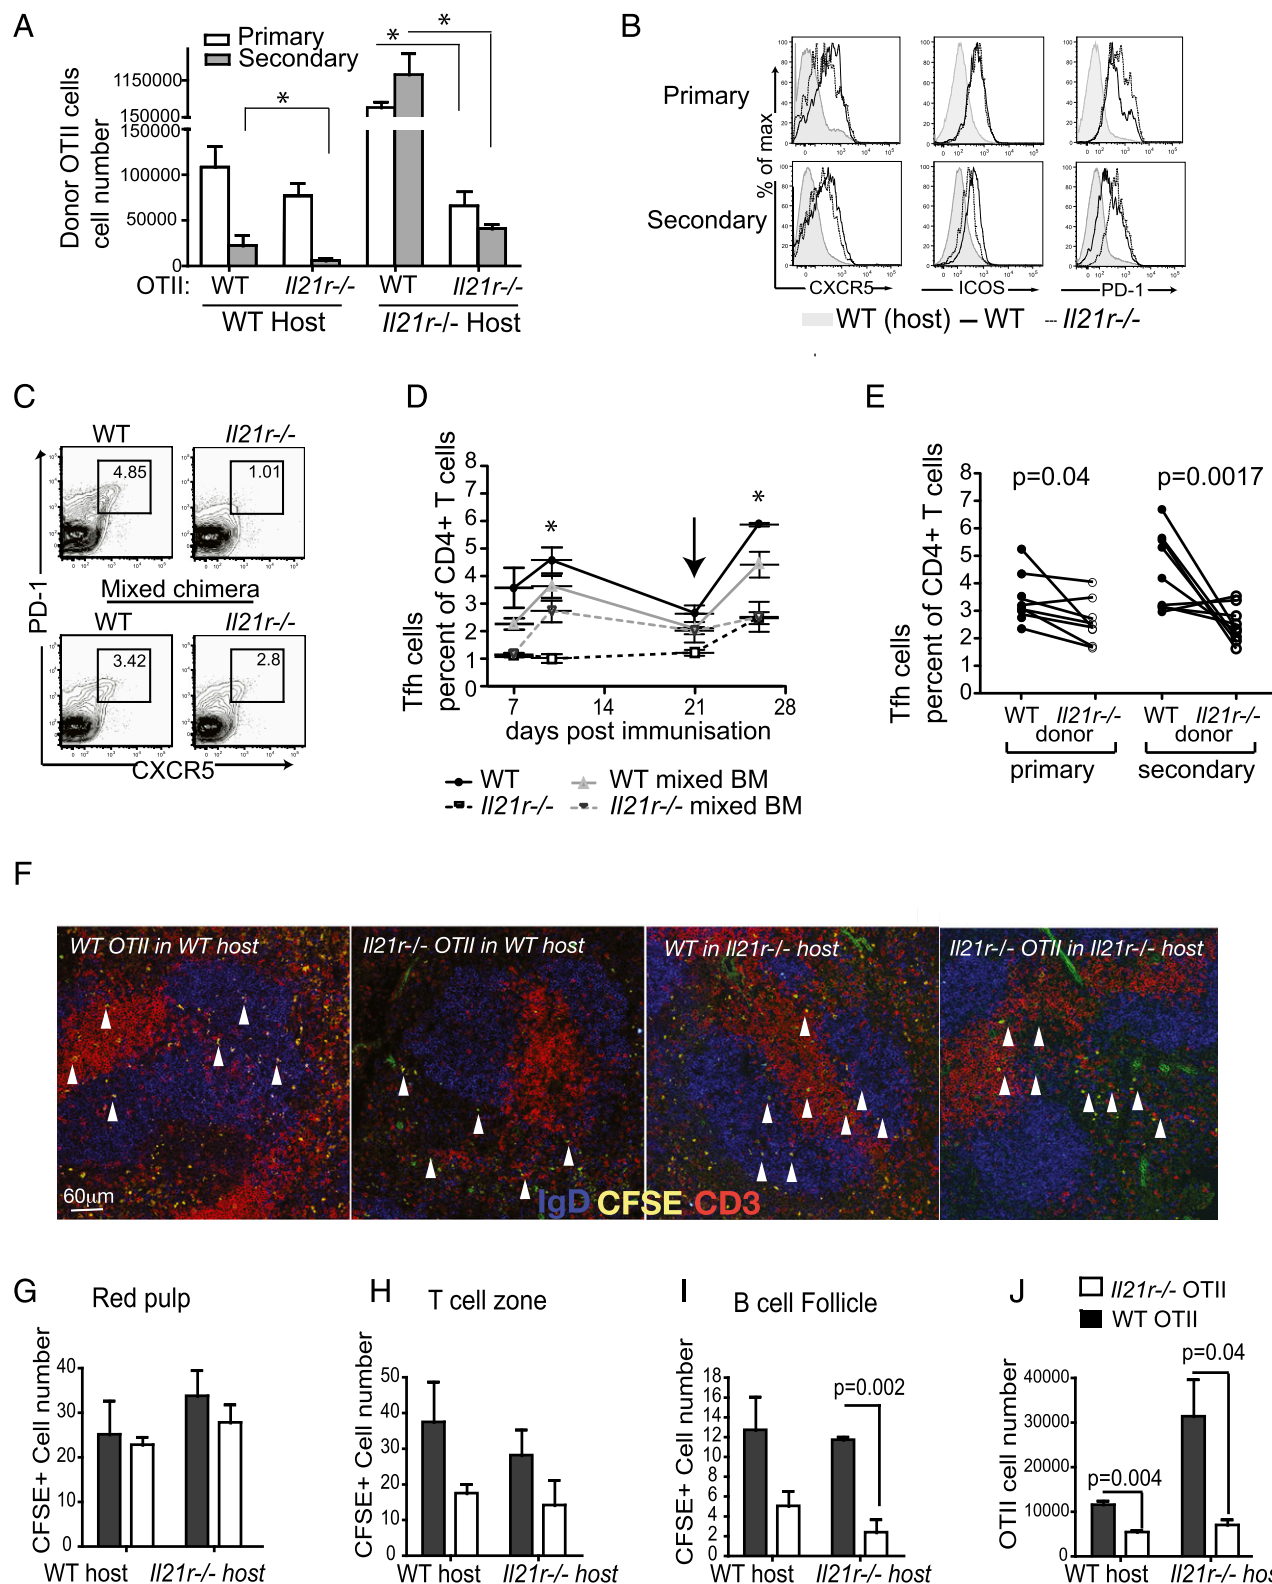 A
Primary
Secondary
*
*
*
Donor OTII cells
cell number
1150000
150000
150000
100000
50000
0
OTII: WT Il21r-/- WT Il21r-/-
WT Host Il21r-/- Host
B
Primary
Secondary
% of max
CXCR5 ICOS PD-1
WT (host) WT Il21r-/-
C
WT Il21r-/-
4.85 1.01
Mixed chimera
WT Il21r-/-
3.42 2.8
PD-1
CXCR5
D
Tfh cells
percent of CD4+ T cells
8
7
6
5
4
3
2
1
0
*
*
7 14 21 28
days post immunisation
WT WT mixed BM
Il21r-/- Il21r-/- mixed BM
E
Tfh cells
percent of CD4+ T cells
8
7
6
5
4
3
2
1
0
p=0.04 p=0.0017
WT Il21r-/- WT Il21r-/-
donor donor
primary secondary
F
WT OTII in WT host
Il21r-/- OTII in WT host
WT in Il21r-/- host
Il21r-/- OTII in Il21r-/- host
60µm
IgD CFSE CD3
G
Red pulp
CFSE+ Cell number
40
30
20
10
0
WT host Il21r-/- host
H
T cell zone
CFSE+ Cell number
50
40
30
20
10
0
WT host Il21r-/- host
I
B cell Follicle
CFSE+ Cell number
18
16
14
12
10
8
6
4
2
0
p=0.002
WT host Il21r-/- host
J
Il21r-/- OTII
WT OTII
OTII cell number
40000
30000
20000
10000
0
p=0.004
p=0.04
WT host Il21r-/- hos